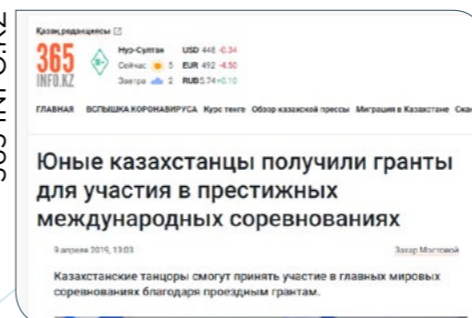 365 INFO.KZ
Қазақ редакциясы
365
INFO.KZ
Нур-Султан
Сейчас 5
Завтра 2
USD 448 -0.34
EUR 492 -4.50
RUB 5.74 +0.10
ГЛАВНАЯ ВСПЫШКА КОРОНАВИРУСА Курс тенге Обзор казахской прессы Миграция в Казахстане
Юные казахстанцы получили гранты
для участия в престижных
международных соревнованиях
9 апреля 2019, 13:03 Захар Мостовой
Казахстанские танцоры смогут принять участие в главных мировых
соревнованиях благодаря проездным грантам.